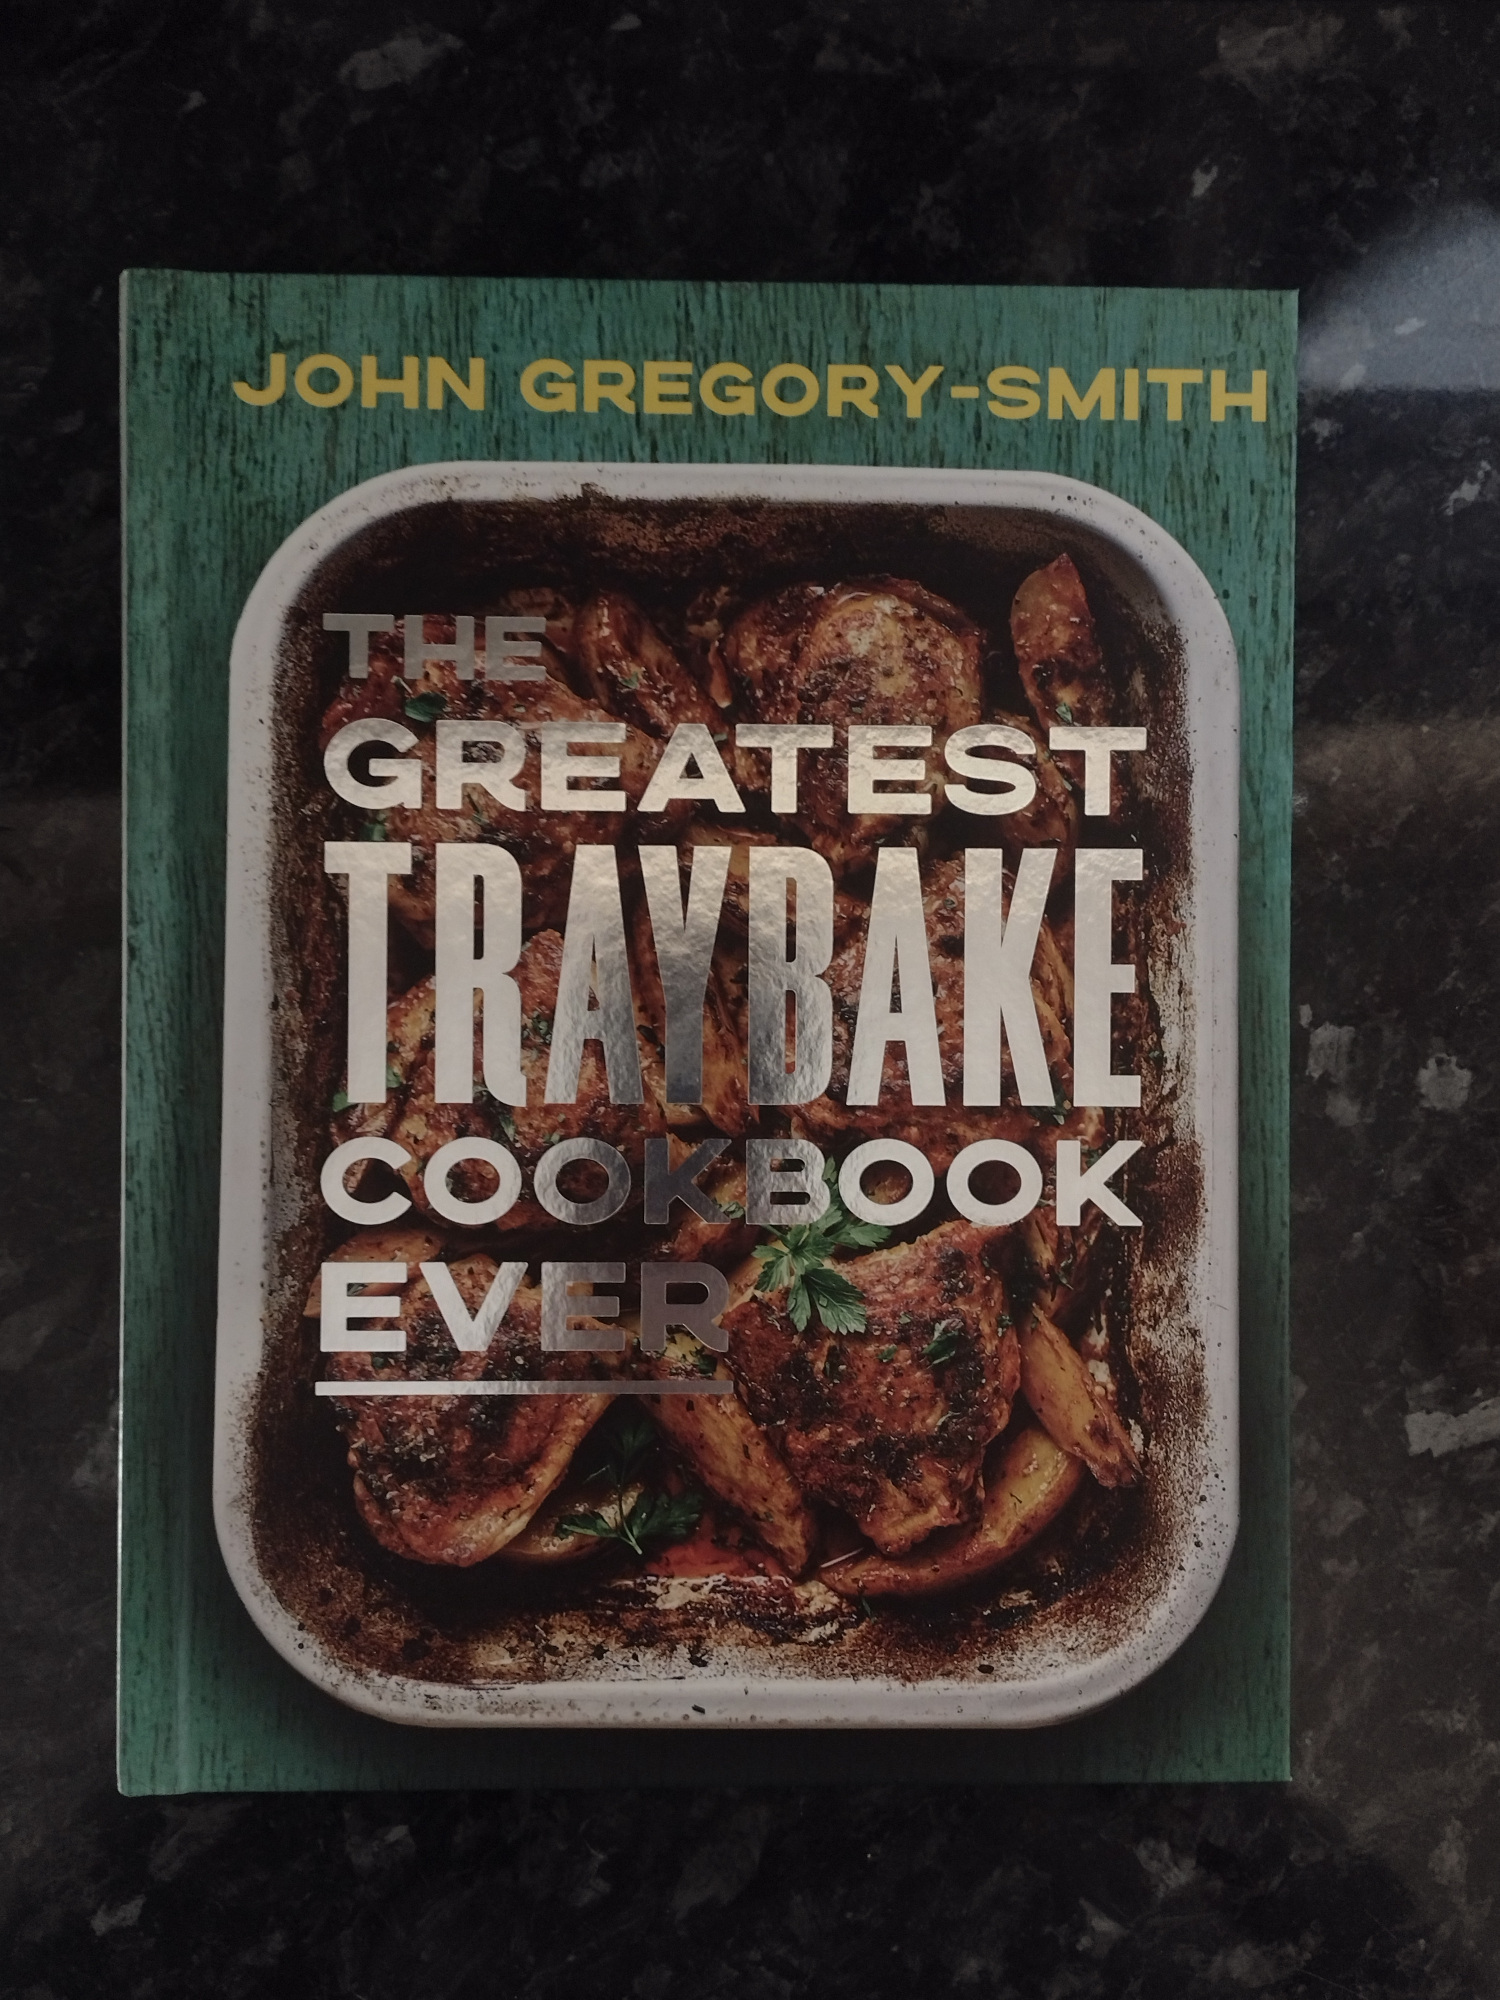 JOHN GREGORY-SMITH
THE
GREATEST
TRAYBAKE
COOKBOOK
EVER